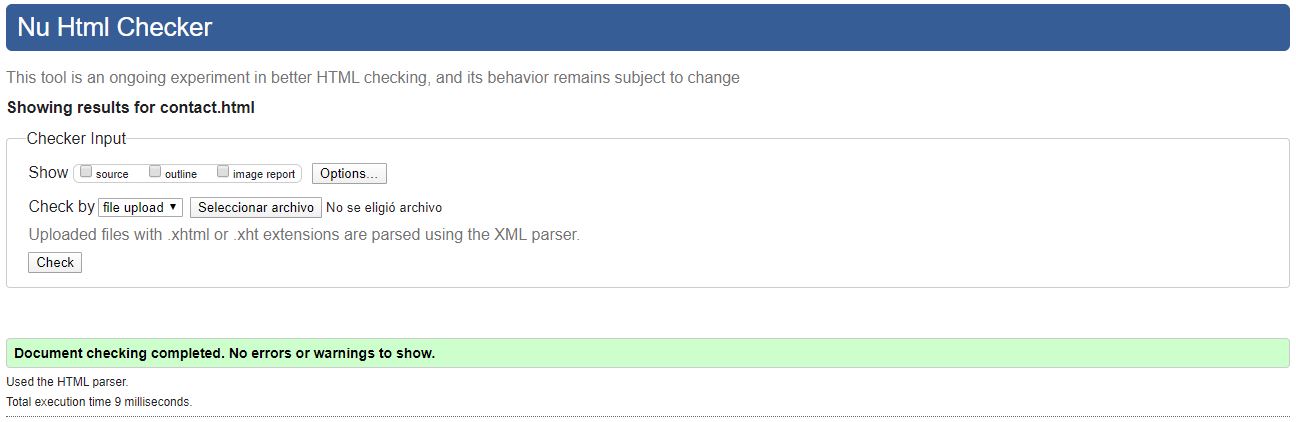 Nu Html Checker
This tool is an ongoing experiment in better HTML checking, and its behavior remains subject to change
Showing results for contact.html
Checker Input
Show source outline image report Options...
Check by file upload Seleccionar archivo No se eligió archivo
Uploaded files with .xhtml or .xht extensions are parsed using the XML parser.
Check
Document checking completed. No errors or warnings to show.
Used the HTML parser.
Total execution time 9 milliseconds.